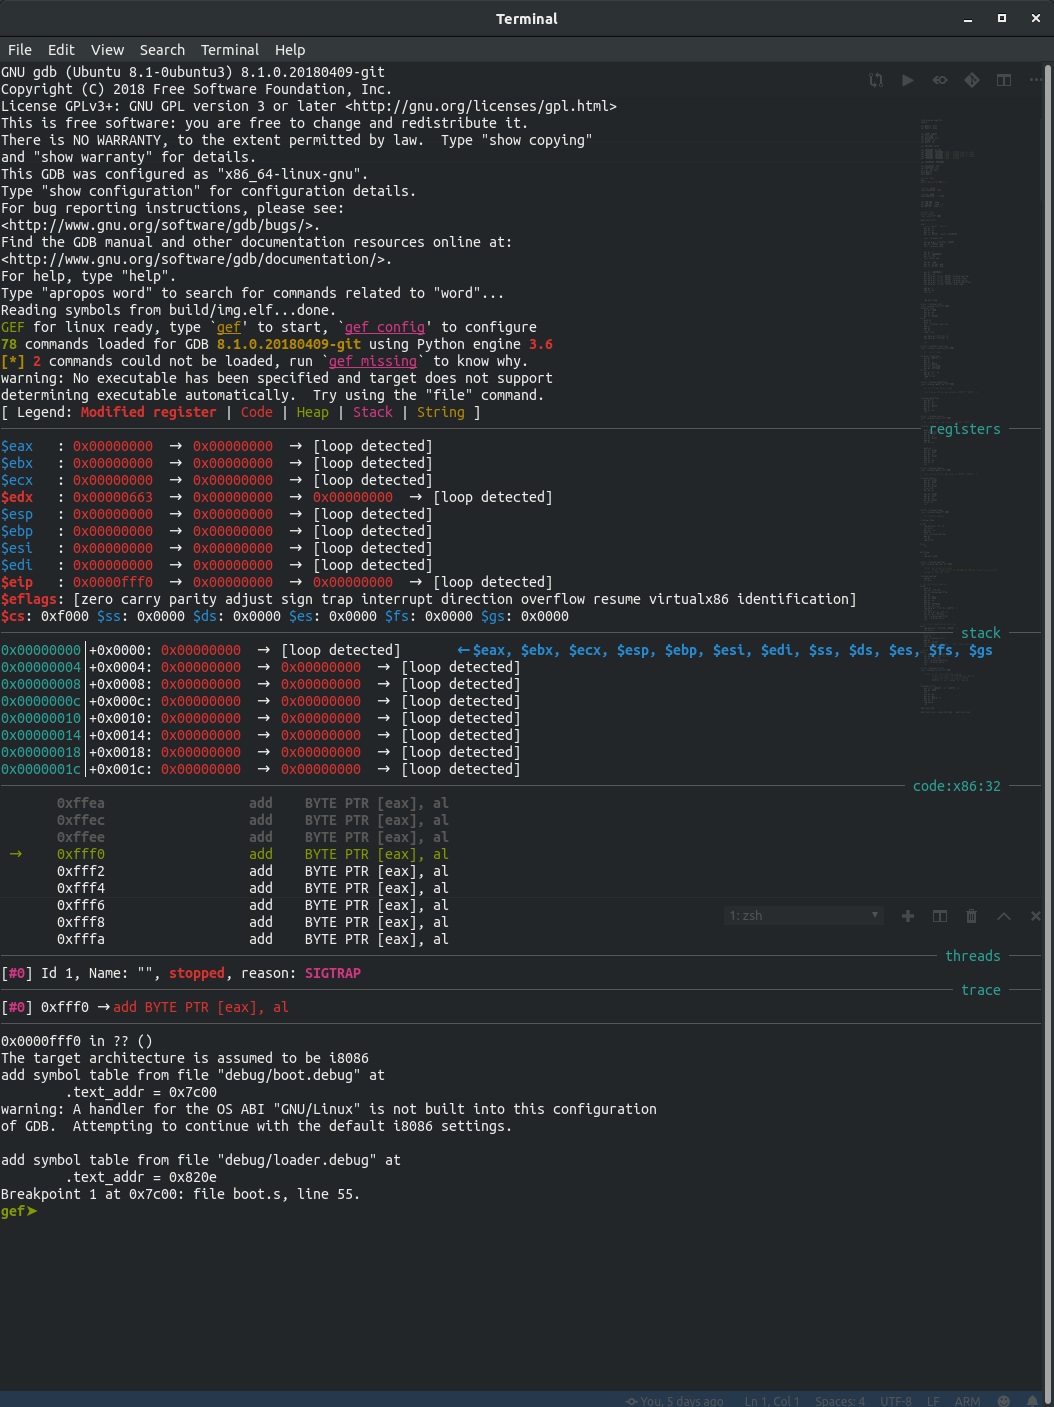 Terminal
File Edit View Search Terminal Help
GNU gdb (Ubuntu 8.1-0ubuntu3) 8.1.0.20180409-git
Copyright (C) 2018 Free Software Foundation, Inc.
License GPLv3+: GNU GPL version 3 or later <http://gnu.org/licenses/gpl.html>
This is free software: you are free to change and redistribute it.
There is NO WARRANTY, to the extent permitted by law.  Type "show copying"
and "show warranty" for details.
This GDB was configured as "x86_64-linux-gnu".
Type "show configuration" for configuration details.
For bug reporting instructions, please see:
<http://www.gnu.org/software/gdb/bugs/>.
Find the GDB manual and other documentation resources online at:
<http://www.gnu.org/software/gdb/documentation/>.
For help, type "help".
Type "apropos word" to search for commands related to "word"...
Reading symbols from build/img.elf...done.
GEF for linux ready, type `gef' to start, `gef config' to configure
78 commands loaded for GDB 8.1.0.20180409-git using Python engine 3.6
[*] 2 commands could not be loaded, run `gef missing` to know why.
warning: No executable has been specified and target does not support
determining executable automatically.  Try using the "file" command.
[ Legend: Modified register | Code | Heap | Stack | String ]
registers
$eax   : 0x00000000  →  0x00000000  →  [loop detected]
$ebx   : 0x00000000  →  0x00000000  →  [loop detected]
$ecx   : 0x00000000  →  0x00000000  →  [loop detected]
$edx   : 0x00000663  →  0x00000000  →  0x00000000  →  [loop detected]
$esp   : 0x00000000  →  0x00000000  →  [loop detected]
$ebp   : 0x00000000  →  0x00000000  →  [loop detected]
$esi   : 0x00000000  →  0x00000000  →  [loop detected]
$edi   : 0x00000000  →  0x00000000  →  [loop detected]
$eip   : 0x0000fff0  →  0x00000000  →  0x00000000  →  [loop detected]
$eflags: [zero carry parity adjust sign trap interrupt direction overflow resume virtualx86 identification]
$cs: 0xf000 $ss: 0x0000 $ds: 0x0000 $es: 0x0000 $fs: 0x0000 $gs: 0x0000
stack
0x00000000│+0x0000: 0x00000000  →  [loop detected]       ←$eax, $ebx, $ecx, $esp, $ebp, $esi, $edi, $ss, $ds, $es, $fs, $gs
0x00000004│+0x0004: 0x00000000  →  0x00000000  →  [loop detected]
0x00000008│+0x0008: 0x00000000  →  0x00000000  →  [loop detected]
0x0000000c│+0x000c: 0x00000000  →  0x00000000  →  [loop detected]
0x00000010│+0x0010: 0x00000000  →  0x00000000  →  [loop detected]
0x00000014│+0x0014: 0x00000000  →  0x00000000  →  [loop detected]
0x00000018│+0x0018: 0x00000000  →  0x00000000  →  [loop detected]
0x0000001c│+0x001c: 0x00000000  →  0x00000000  →  [loop detected]
code:x86:32
0xffea                  add    BYTE PTR [eax], al
0xffec                  add    BYTE PTR [eax], al
0xffee                  add    BYTE PTR [eax], al
→    0xfff0                  add    BYTE PTR [eax], al
0xfff2                  add    BYTE PTR [eax], al
0xfff4                  add    BYTE PTR [eax], al
0xfff6                  add    BYTE PTR [eax], al
1: zsh
0xfff8                  add    BYTE PTR [eax], al
0xfffa                  add    BYTE PTR [eax], al
threads
[#0] Id 1, Name: "", stopped, reason: SIGTRAP
trace
[#0] 0xfff0 →add BYTE PTR [eax], al
0x0000fff0 in ?? ()
The target architecture is assumed to be i8086
add symbol table from file "debug/boot.debug" at
.text_addr = 0x7c00
warning: A handler for the OS ABI "GNU/Linux" is not built into this configuration
of GDB.  Attempting to continue with the default i8086 settings.
add symbol table from file "debug/loader.debug" at
.text_addr = 0x820e
Breakpoint 1 at 0x7c00: file boot.s, line 55.
gef➤
You, 5 days ago Ln 1, Col 1 Spaces: 4 UTF-8 LF ARM